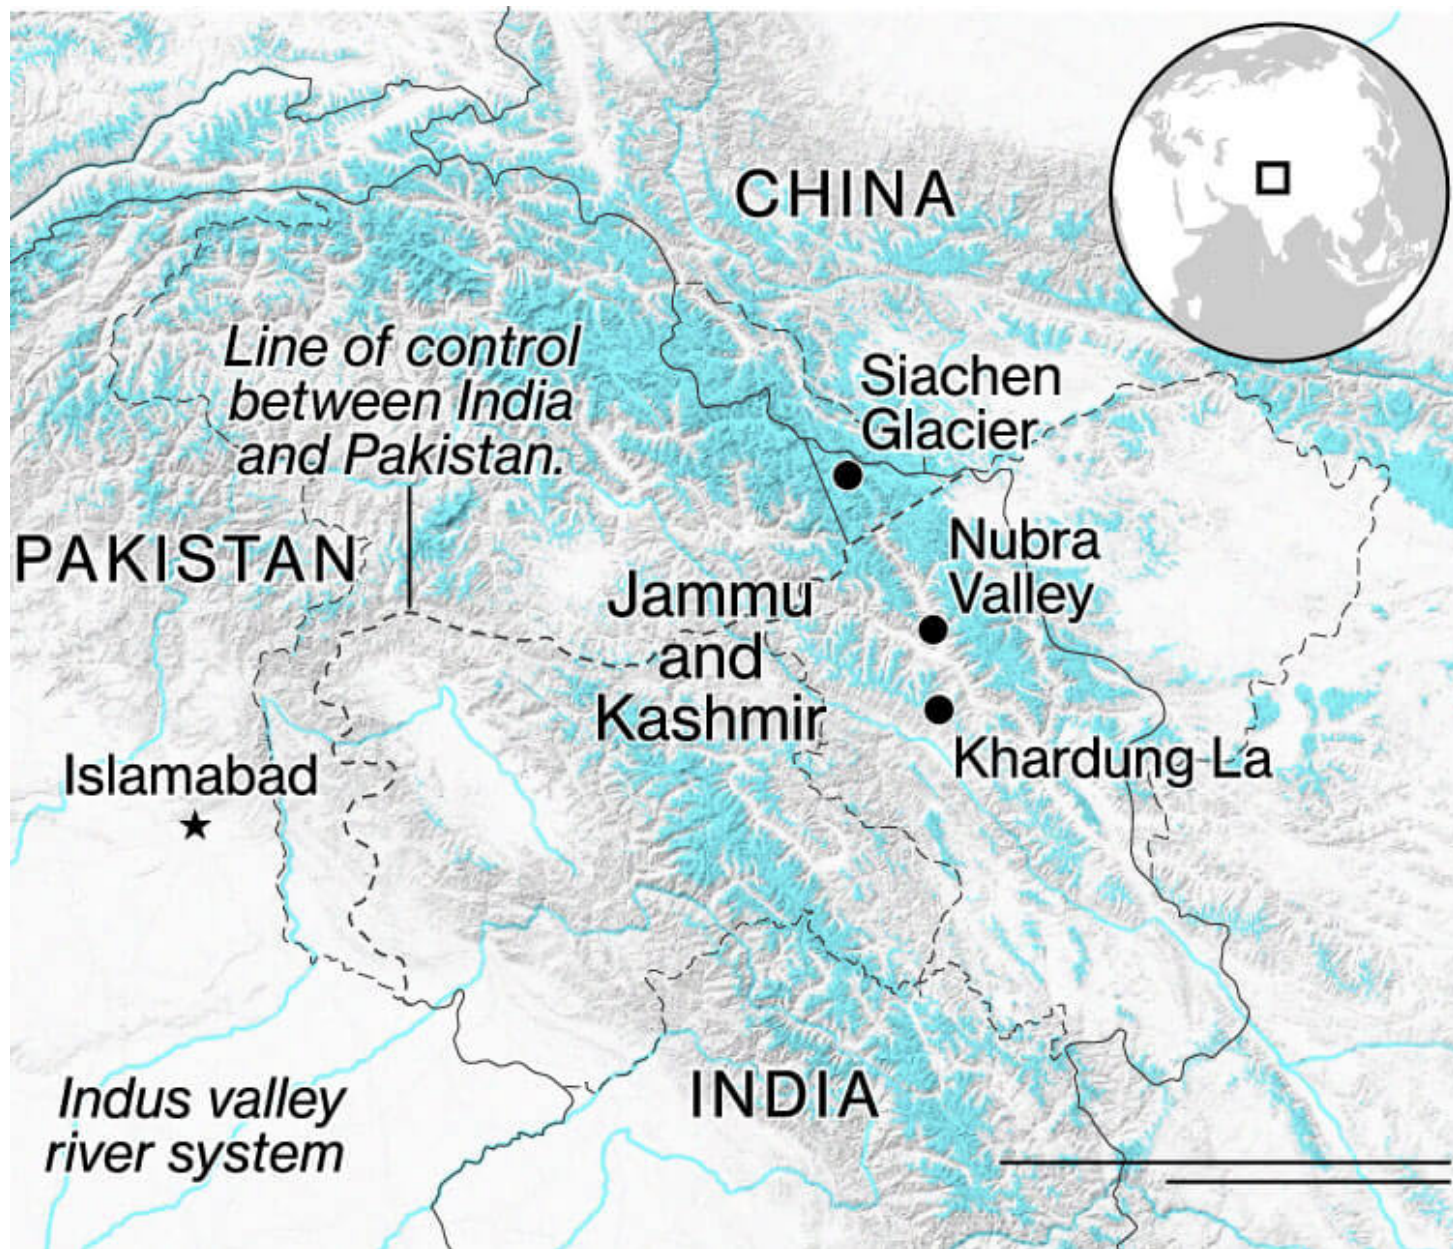 CHINA
Line of control
between India
and Pakistan.
Siachen
Glacier
PAKISTAN
Nubra
Valley
Jammu
and
Kashmir
Khardung La
Islamabad
INDIA
Indus valley
river system